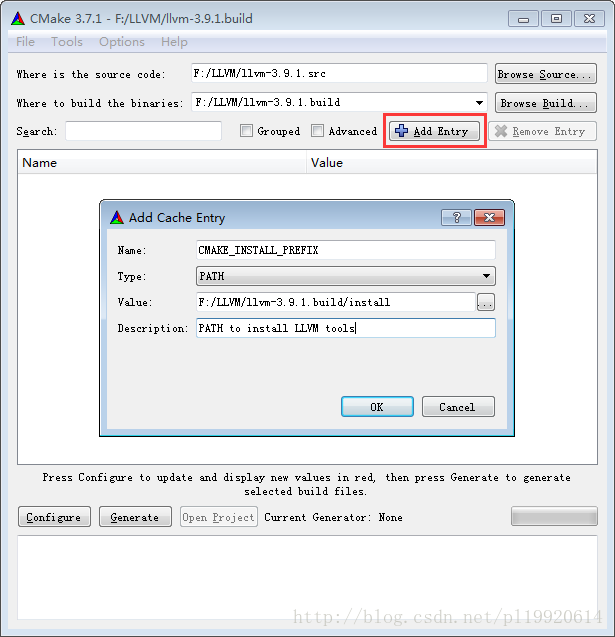 CMake 3.7.1 - F:/LLVM/llvm-3.9.1.build
File Tools Options Help
Where is the source code: F:/LLVM/llvm-3.9.1.src Browse Source...
Where to build the binaries: F:/LLVM/llvm-3.9.1.build Browse Build...
Search: Grouped Advanced Add Entry Remove Entry
Name Value
Add Cache Entry
Name: CMAKE_INSTALL_PREFIX
Type: PATH
Value: F:/LLVM/llvm-3.9.1.build/install ...
Description: PATH to install LLVM tools
OK Cancel
Press Configure to update and display new values in red, then press Generate to generate
selected build files.
Configure Generate Open Project Current Generator: None
http://blog.csdn.net/pl19920614